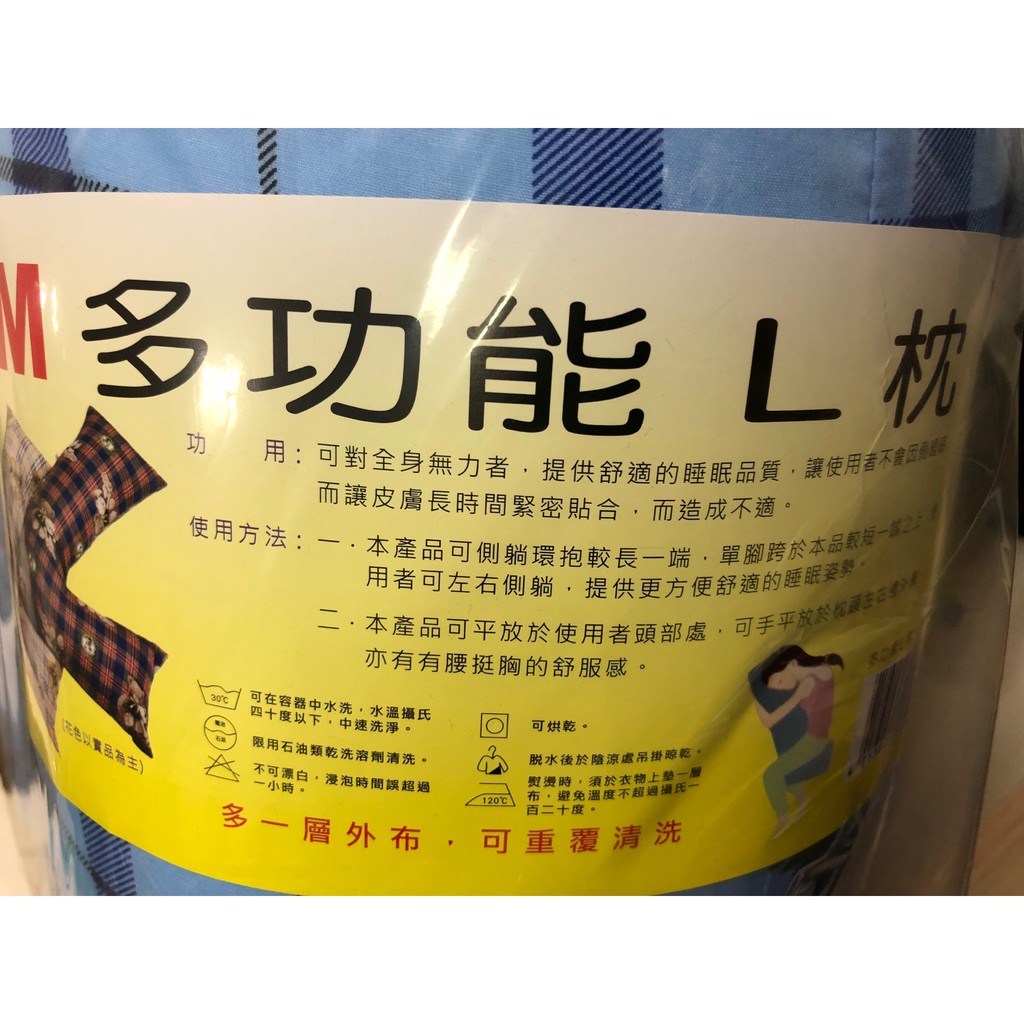 M 多功能 L 枕
功 用：可對全身無力者，提供舒適的睡眠品質，讓使用者不會因側躺
而讓皮膚長時間緊密貼合，而造成不適。
使用方法：一．本產品可側躺環抱較長一端，單腳跨於本品較短一端之上
用者可左右側躺，提供更方便舒適的睡眠姿勢。
二．本產品可平放於使用者頭部處，可手平放於枕頭左右
亦有有腰挺胸的舒服感。
30℃
可在容器中水洗，水溫攝氏
四十度以下，中速洗淨。
石油
限用石油類乾洗溶劑清洗。
不可漂白，浸泡時間誤超過
一小時。
可烘乾。
脫水後於陰涼處吊掛晾乾。
120℃
熨燙時，須於衣物上墊一層
布，避免溫度不超過攝氏一
百二十度。
(花色以實品為主)
多一層外布，可重覆清洗